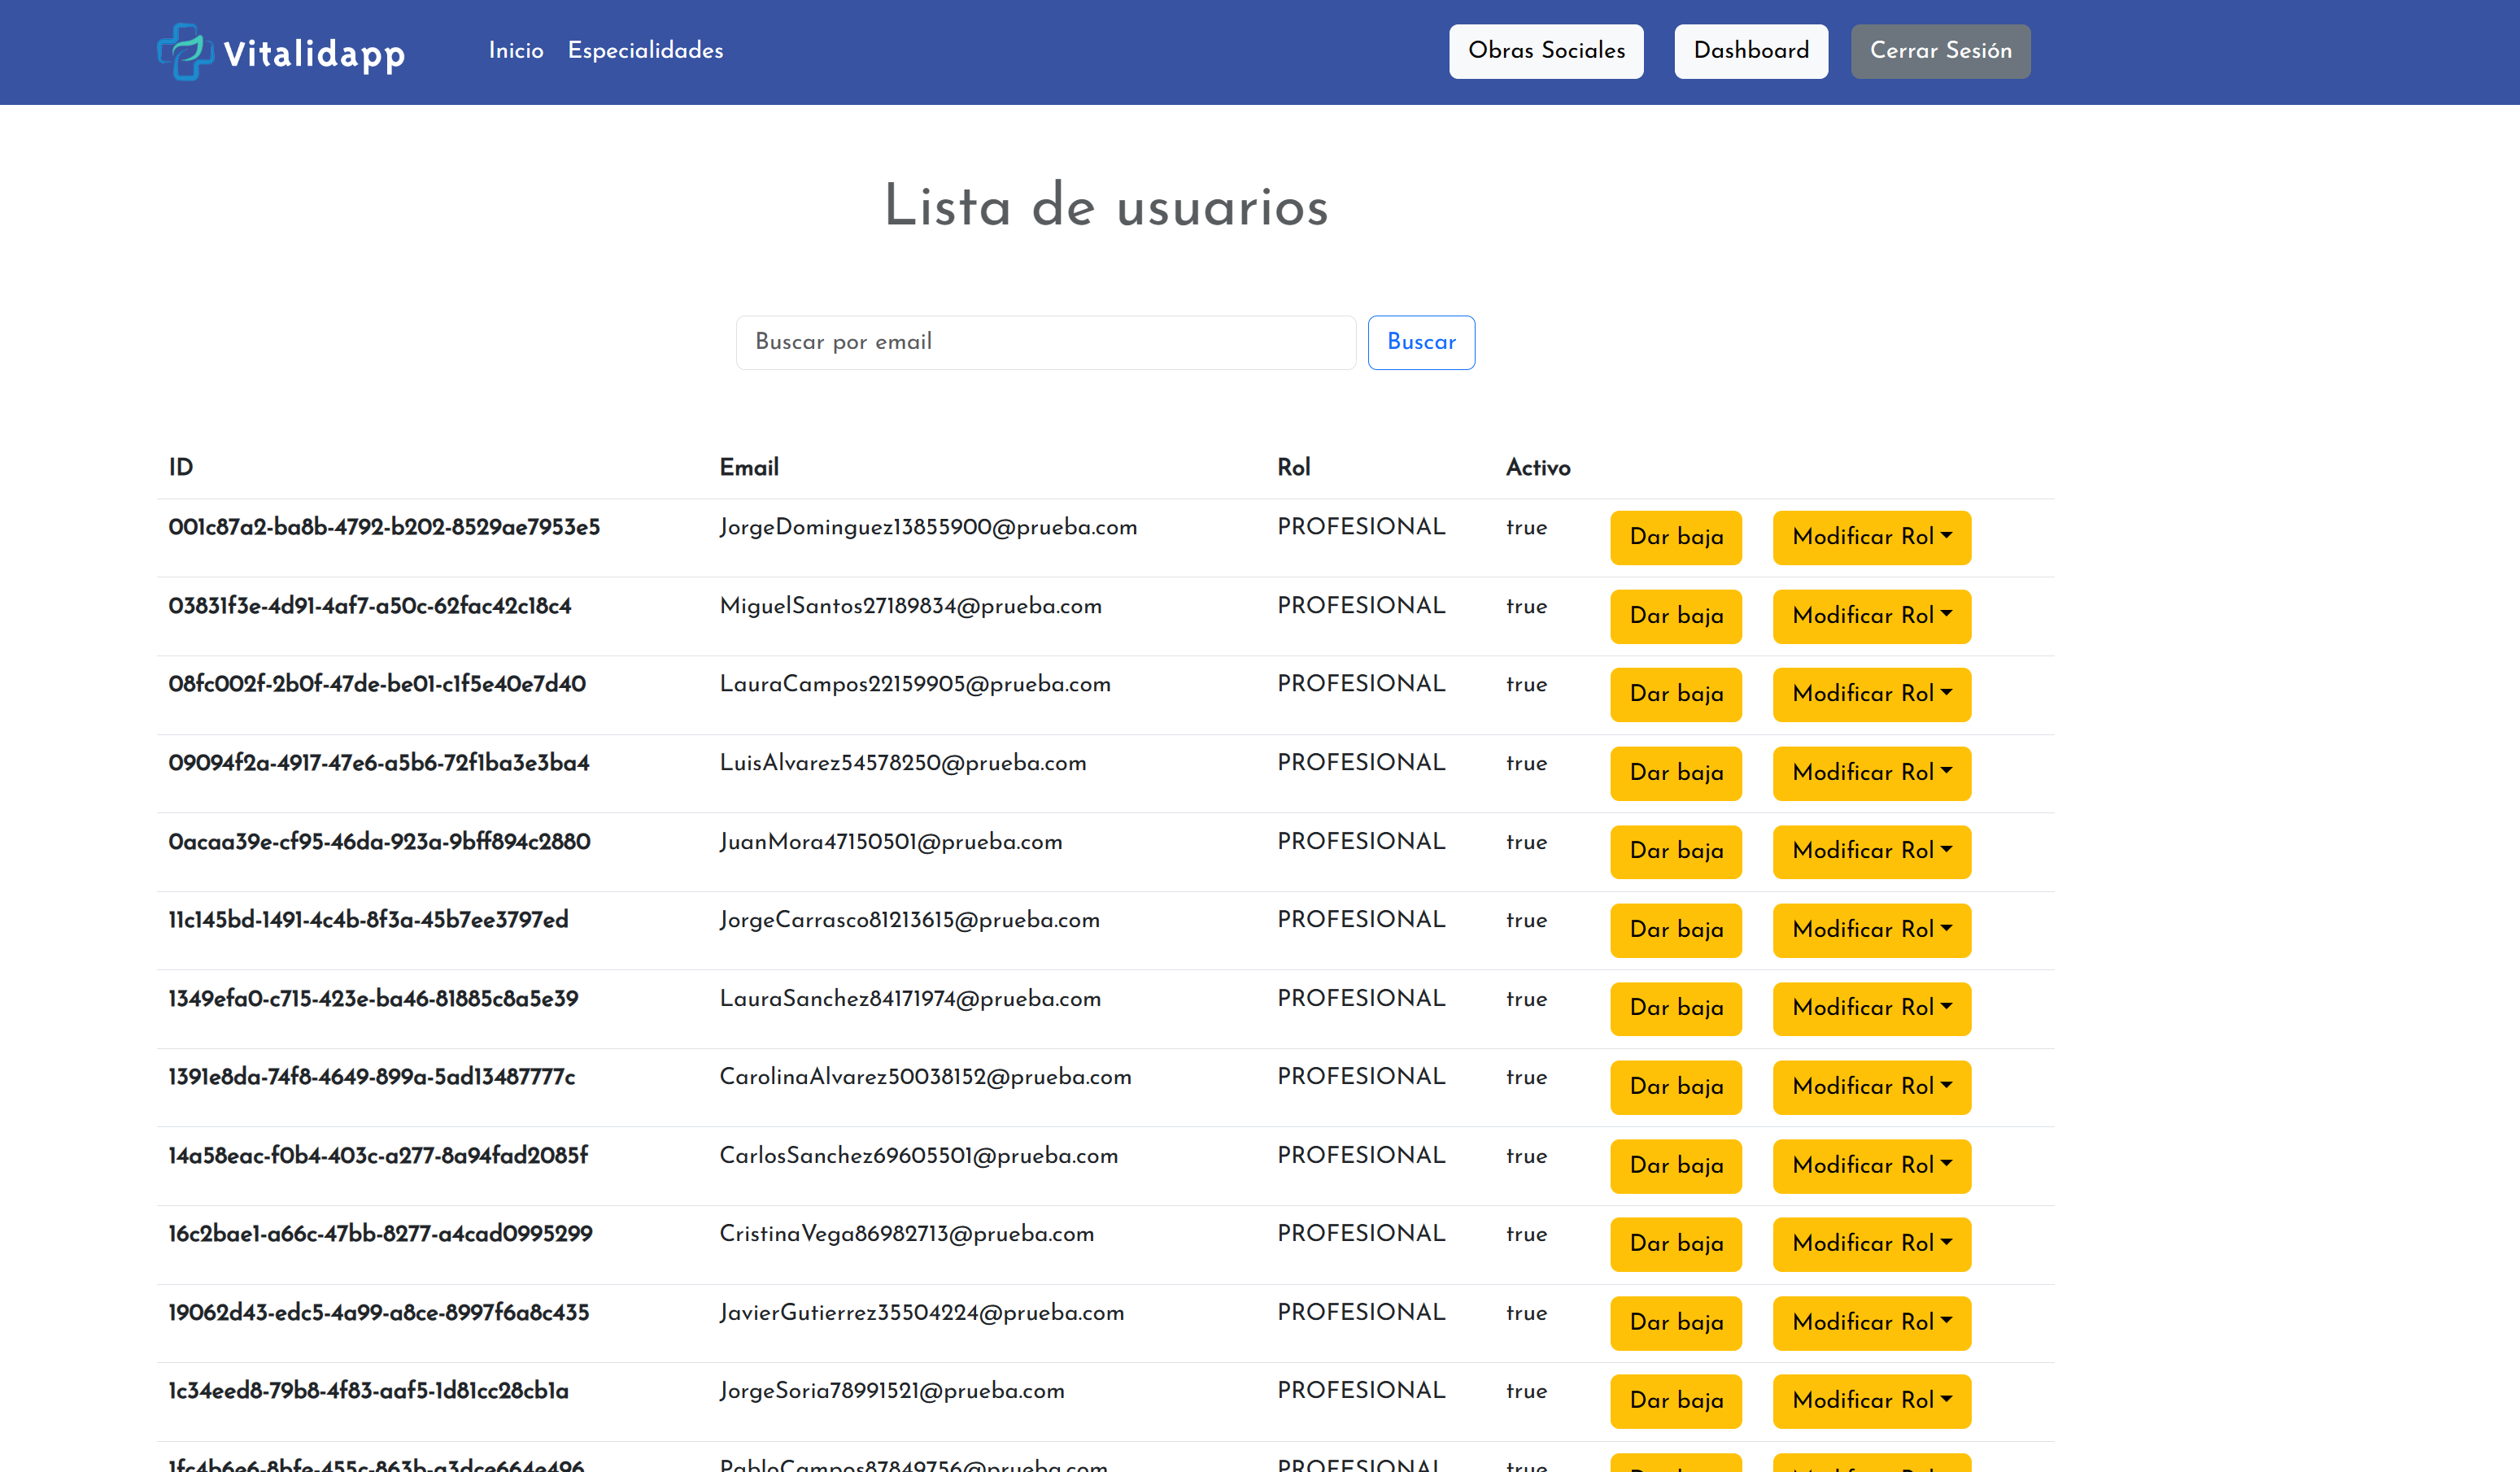 Vitalidapp Inicio Especialidades Obras Sociales Dashboard Cerrar Sesión
Lista de usuarios
Buscar por email Buscar
ID Email Rol Activo
001c87a2-ba8b-4792-b202-8529ae7953e5 JorgeDominguez13855900@prueba.com PROFESIONAL true Dar baja Modificar Rol
03831f3e-4d91-4af7-a50c-62fac42c18c4 MiguelSantos27189834@prueba.com PROFESIONAL true Dar baja Modificar Rol
08fc002f-2b0f-47de-be01-c1f5e40e7d40 LauraCampos22159905@prueba.com PROFESIONAL true Dar baja Modificar Rol
09094f2a-4917-47e6-a5b6-72f1ba3e3ba4 LuisAlvarez54578250@prueba.com PROFESIONAL true Dar baja Modificar Rol
0acaa39e-cf95-46da-923a-9bff894c2880 JuanMora47150501@prueba.com PROFESIONAL true Dar baja Modificar Rol
11c145bd-1491-4c4b-8f3a-45b7ee3797ed JorgeCarrasco81213615@prueba.com PROFESIONAL true Dar baja Modificar Rol
1349efa0-c715-423e-ba46-81885c8a5e39 LauraSanchez84171974@prueba.com PROFESIONAL true Dar baja Modificar Rol
1391e8da-74f8-4649-899a-5ad13487777c CarolinaAlvarez50038152@prueba.com PROFESIONAL true Dar baja Modificar Rol
14a58eac-f0b4-403c-a277-8a94fad2085f CarlosSanchez69605501@prueba.com PROFESIONAL true Dar baja Modificar Rol
16c2bae1-a66c-47bb-8277-a4cad0995299 CristinaVega86982713@prueba.com PROFESIONAL true Dar baja Modificar Rol
19062d43-edc5-4a99-a8ce-8997f6a8c435 JavierGutierrez35504224@prueba.com PROFESIONAL true Dar baja Modificar Rol
1c34eed8-79b8-4f83-aaf5-1d81cc28cb1a JorgeSoria78991521@prueba.com PROFESIONAL true Dar baja Modificar Rol
1fc4b6e6-8bfe-455c-863b-a3dce664e496 PabloCampos87849756@prueba.com PROFESIONAL true